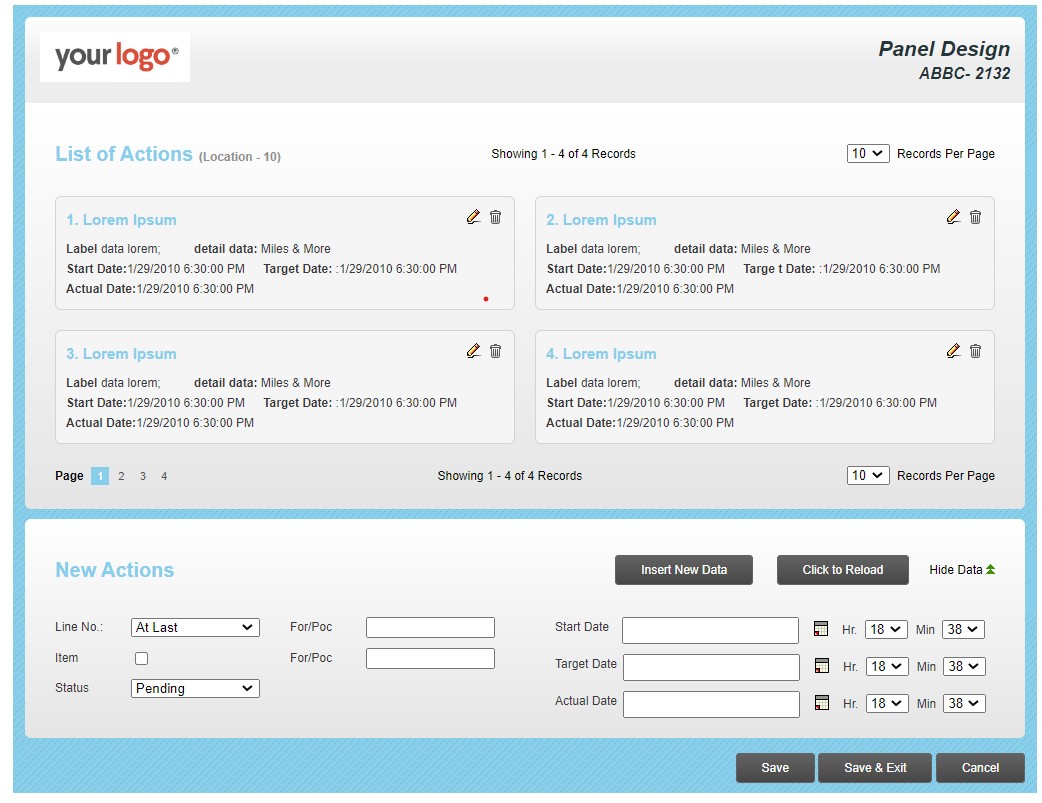 your logo®
Panel Design
ABBC- 2132
List of Actions (Location - 10) Showing 1 - 4 of 4 Records 10 Records Per Page
1. Lorem Ipsum
Label data lorem; detail data: Miles & More
Start Date:1/29/2010 6:30:00 PM Target Date: :1/29/2010 6:30:00 PM
Actual Date:1/29/2010 6:30:00 PM
2. Lorem Ipsum
Label data lorem; detail data: Miles & More
Start Date:1/29/2010 6:30:00 PM Targe t Date: :1/29/2010 6:30:00 PM
Actual Date:1/29/2010 6:30:00 PM
3. Lorem Ipsum
Label data lorem; detail data: Miles & More
Start Date:1/29/2010 6:30:00 PM Target Date: :1/29/2010 6:30:00 PM
Actual Date:1/29/2010 6:30:00 PM
4. Lorem Ipsum
Label data lorem; detail data: Miles & More
Start Date:1/29/2010 6:30:00 PM Target Date: :1/29/2010 6:30:00 PM
Actual Date:1/29/2010 6:30:00 PM
Page 1 2 3 4 Showing 1 - 4 of 4 Records 10 Records Per Page
New Actions Insert New Data Click to Reload Hide Data
Line No.: At Last For/Poc Start Date Hr. 18 Min 38
Item For/Poc Target Date Hr. 18 Min 38
Status Pending Actual Date Hr. 18 Min 38
Save Save & Exit Cancel